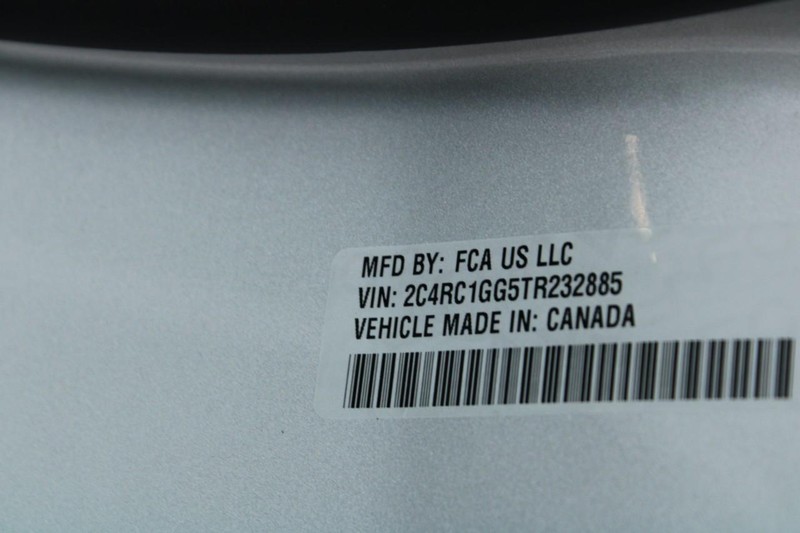 MFD BY: FCA US LLC
VIN: 2C4RC1GG5TR232885
VEHICLE MADE IN: CANADA